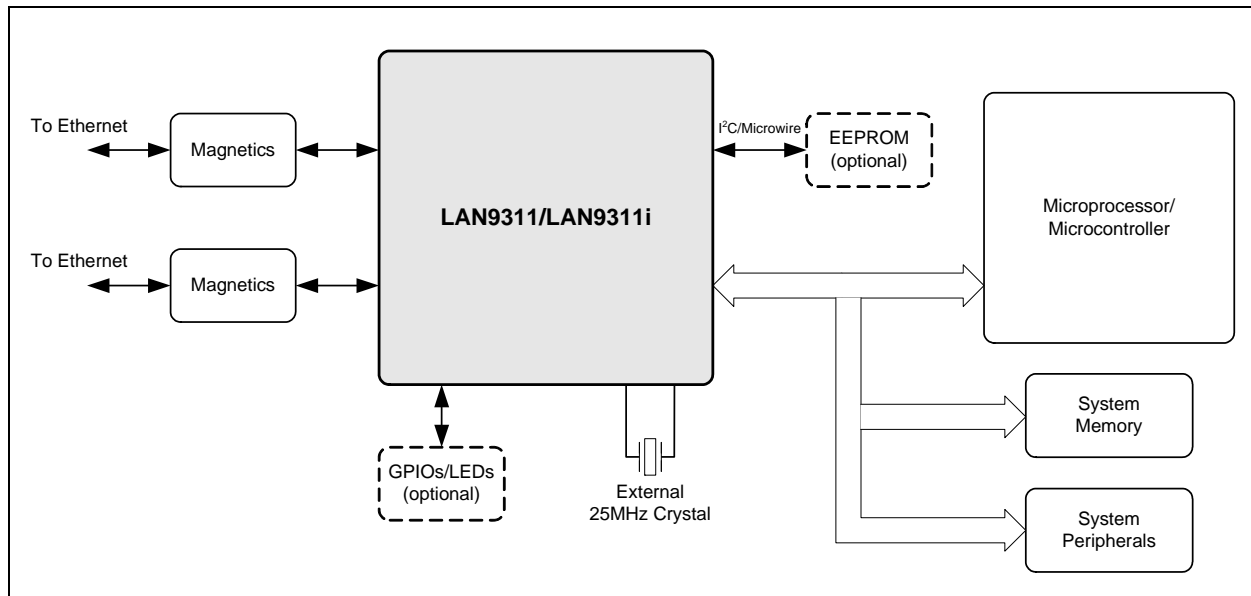 To Ethernet
Magnetics
To Ethernet
Magnetics
LAN9311/LAN9311i
I²C/Microwire
EEPROM
(optional)
Microprocessor/
Microcontroller
GPIOs/LEDs
(optional)
External
25MHz Crystal
System
Memory
System
Peripherals